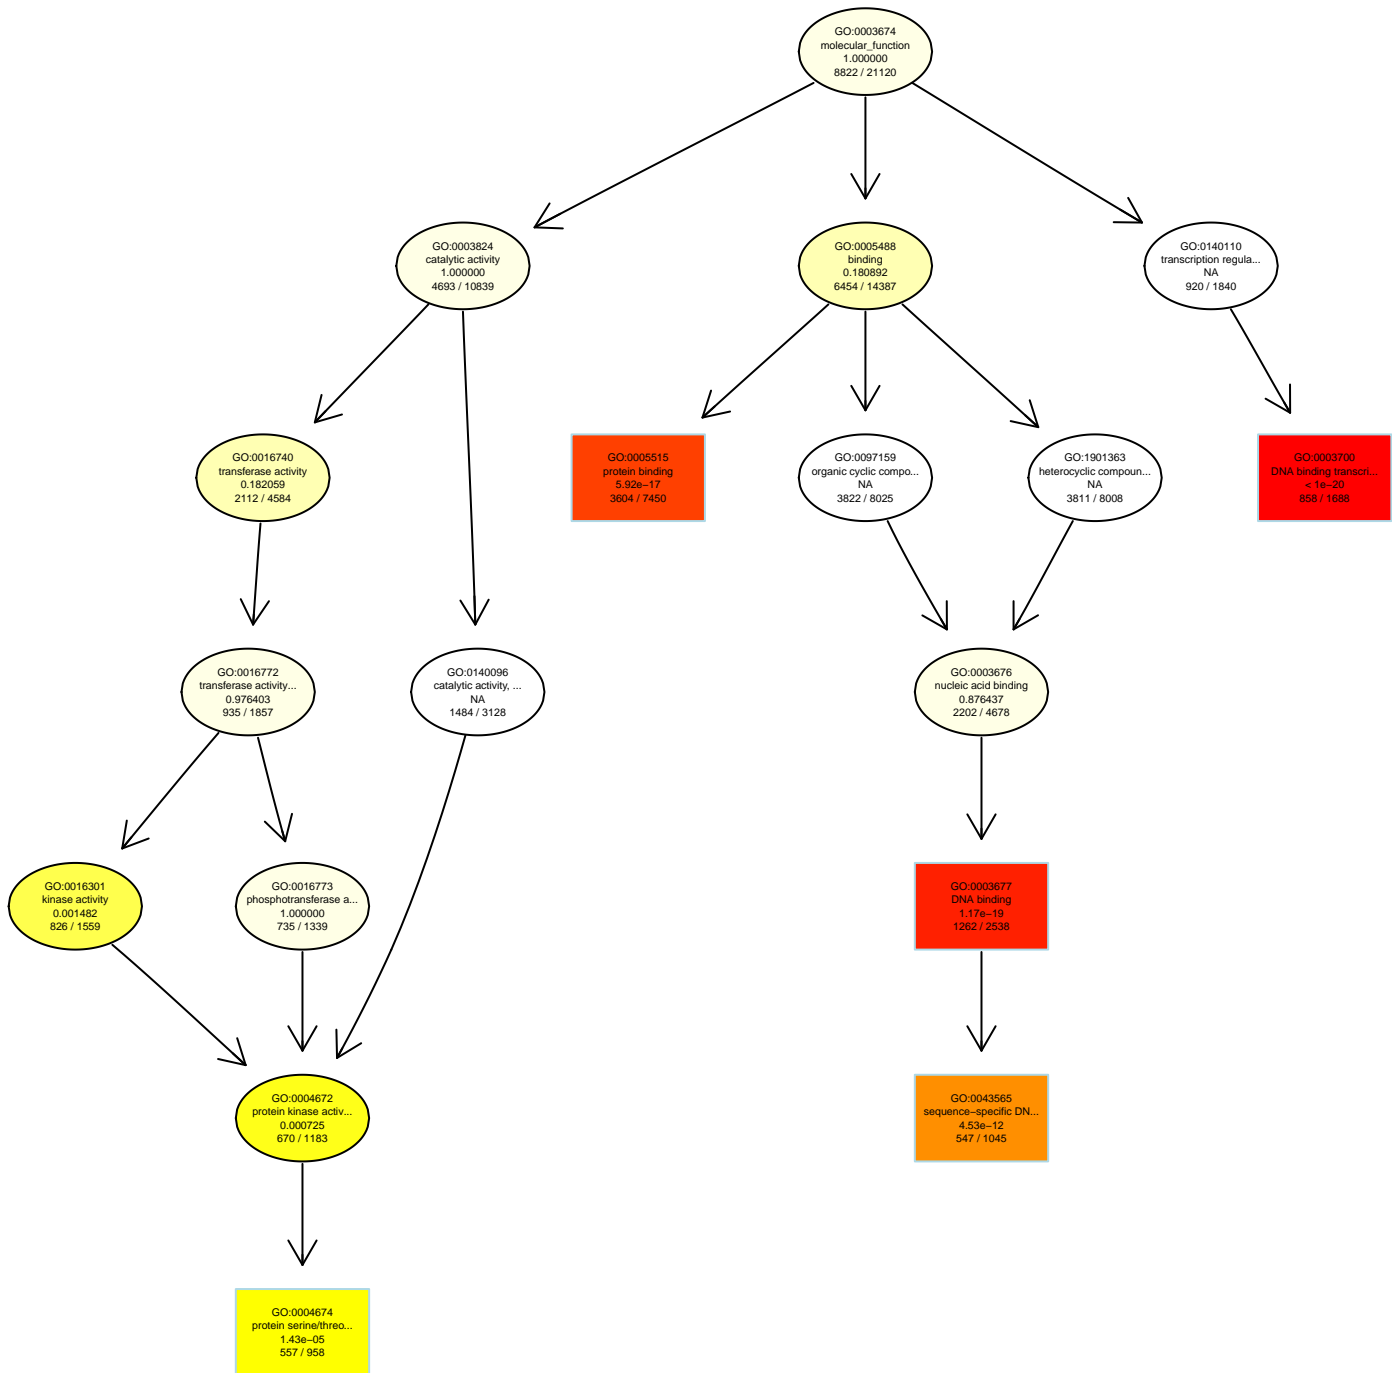 GO:0003674
molecular_function
1.000000
8822 / 21120
GO:0003824
catalytic activity
1.000000
4693 / 10839
GO:0005488
binding
0.180892
6454 / 14387
GO:0140110
transcription regula...
NA
920 / 1840
GO:0016740
transferase activity
0.182059
2112 / 4584
GO:0005515
protein binding
5.92e−17
3604 / 7450
GO:0097159
organic cyclic compo...
NA
3822 / 8025
GO:1901363
heterocyclic compoun...
NA
3811 / 8008
GO:0003700
DNA binding transcri...
< 1e−20
858 / 1688
GO:0016772
transferase activity...
0.976403
935 / 1857
GO:0140096
catalytic activity, ...
NA
1484 / 3128
GO:0003676
nucleic acid binding
0.876437
2202 / 4678
GO:0016301
kinase activity
0.001482
826 / 1559
GO:0016773
phosphotransferase a...
1.000000
735 / 1339
GO:0003677
DNA binding
1.17e−19
1262 / 2538
GO:0004672
protein kinase activ...
0.000725
670 / 1183
GO:0043565
sequence−specific DN...
4.53e−12
547 / 1045
GO:0004674
protein serine/threo...
1.43e−05
557 / 958